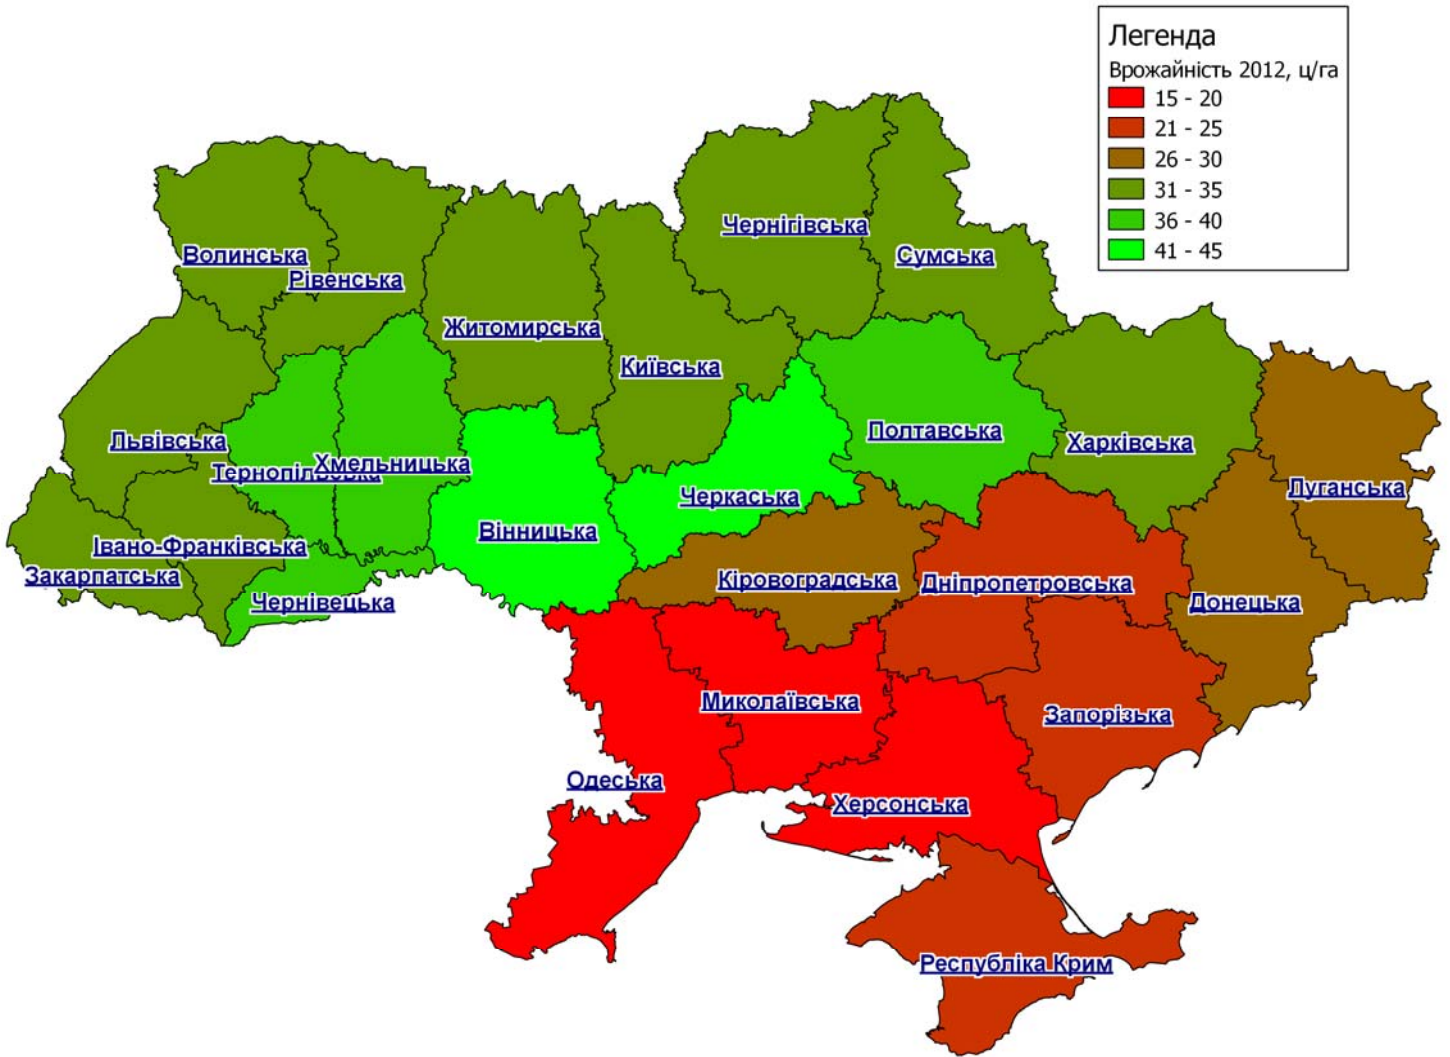 Легенда
Врожайність 2012, ц/га
15 - 20
21 - 25
26 - 30
31 - 35
36 - 40
41 - 45
Чернігівська
Волинська
Сумська
Рівенська
Житомирська
Київська
Полтавська
Львівська
Харківська
Тернопільська
Хмельницька
Луганська
Черкаська
Вінницька
Івано-Франківська
Закарпатська
Кіровоградська
Дніпропетровська
Чернівецька
Донецька
Миколаївська
Запорізька
Одеська
Херсонська
Республіка Крим